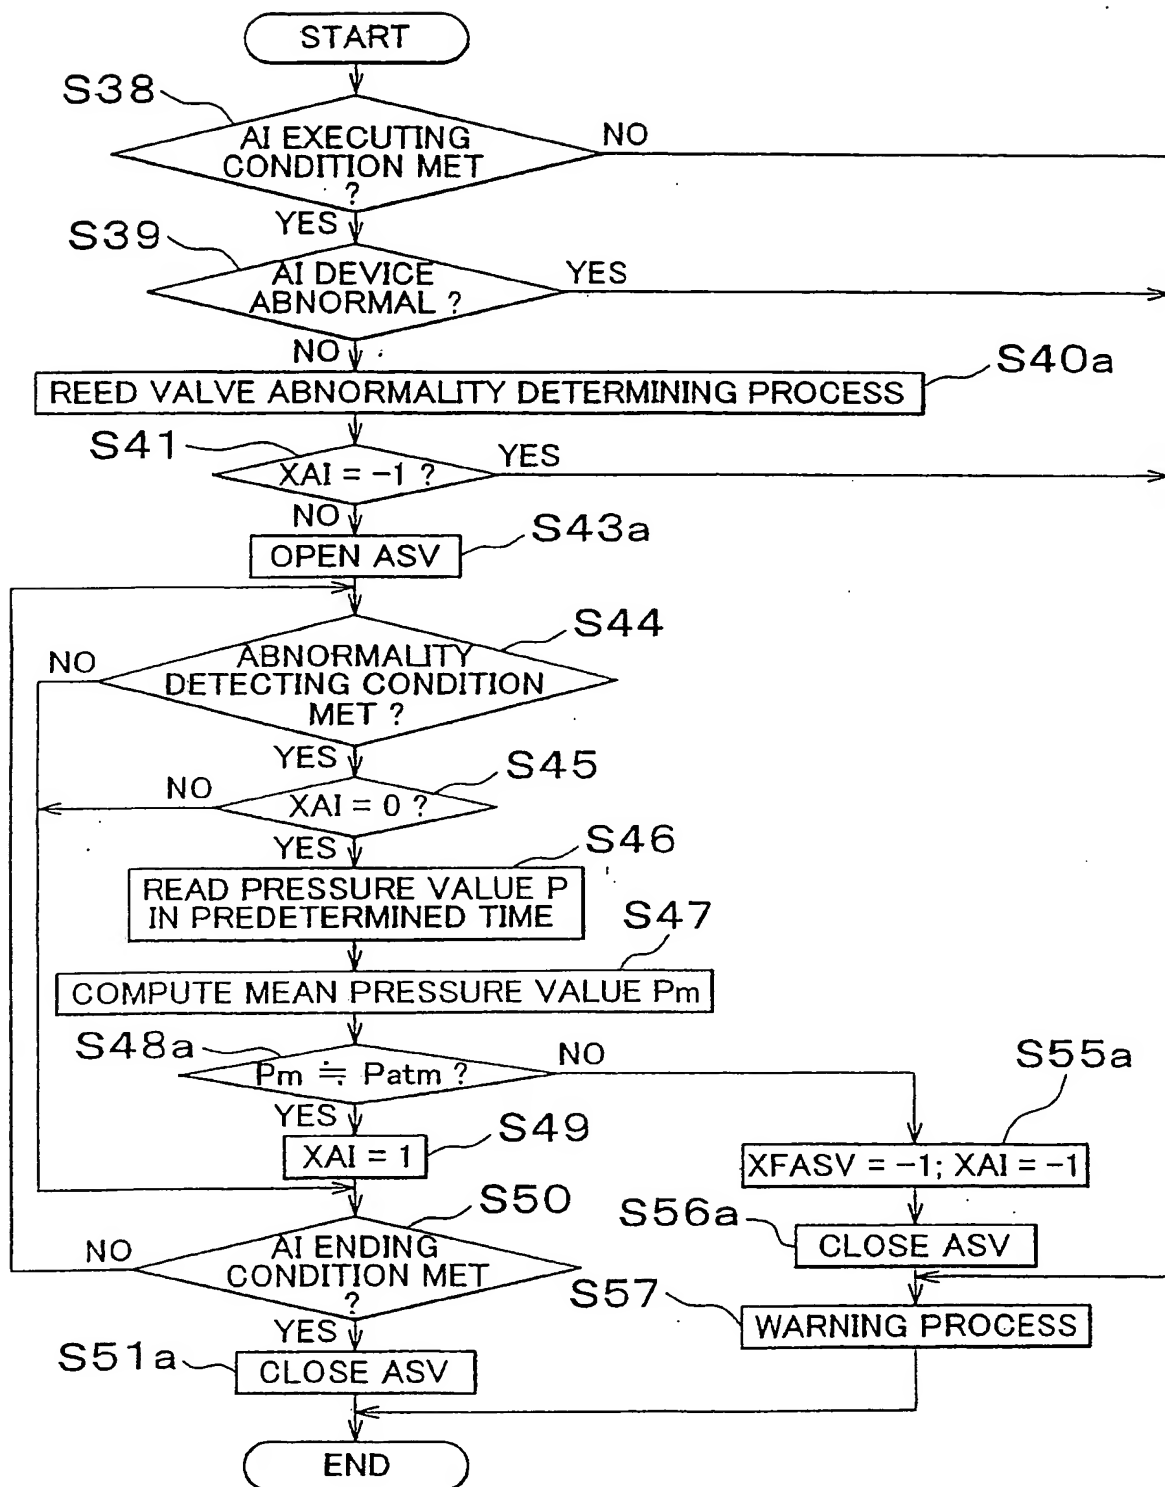 START
S38
AI EXECUTING
CONDITION MET
?
NO
YES
S39
AI DEVICE
ABNORMAL ?
YES
NO
S40a
REED VALVE ABNORMALITY DETERMINING PROCESS
S41
XAI = -1 ?
YES
NO
S43a
OPEN ASV
S44
ABNORMALITY
DETECTING CONDITION
MET ?
NO
YES
S45
XAI = 0 ?
NO
YES
S46
READ PRESSURE VALUE P
IN PREDETERMINED TIME
S47
COMPUTE MEAN PRESSURE VALUE Pm
S48a
Pm ≒ Patm ?
NO
YES
S49
XAI = 1
S55a
XFASV = -1; XAI = -1
S50
AI ENDING
CONDITION MET
?
NO
YES
S56a
CLOSE ASV
S57
WARNING PROCESS
S51a
CLOSE ASV
END